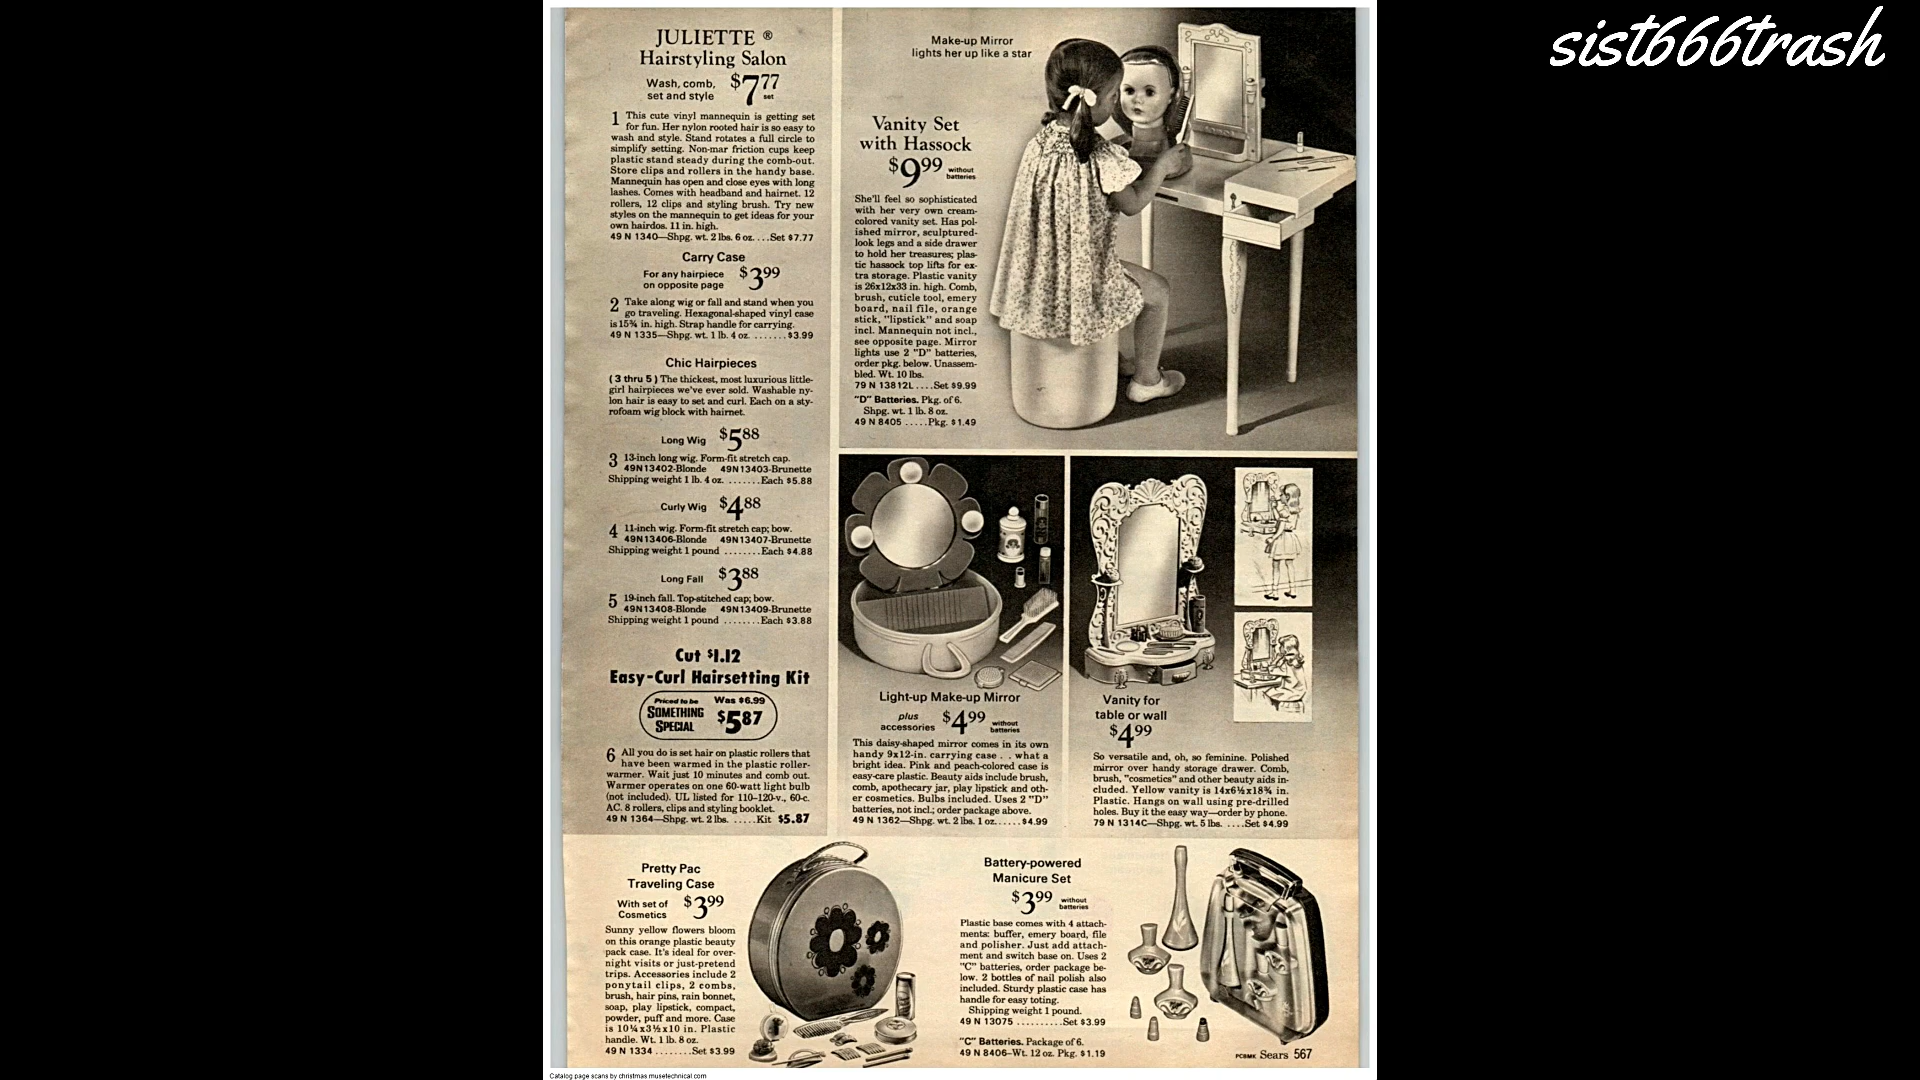 sist666trash
JULIETTE ®
Hairstyling Salon
Wash, comb,
set and style
$7.77
set
1 This cute vinyl mannequin is getting set
for fun. Her nylon rooted hair is so easy to
wash and style. Stand rotates a full circle to
simplify setting. Non-mar friction cups keep
plastic stand steady during the comb-out.
Store clips and rollers in the handy base.
Mannequin has open and close eyes with long
lashes. Comes with headband and hairnet. 12
rollers, 12 clips and styling brush. Try new
styles on the mannequin to get ideas for your
own hairdos. 11 in. high.
49 N 1340—Shpg. wt. 2 lbs. 6 oz. . . .Set $7.77
Carry Case
For any hairpiece
on opposite page
$3.99
2 Take along wig or fall and stand when you
go traveling. Hexagonal-shaped vinyl case
is 15¾ in. high. Strap handle for carrying.
49 N 1335—Shpg. wt. 1 lb. 4 oz. . . . . . . .$3.99
Chic Hairpieces
(3 thru 5) The thickest, most luxurious little-
girl hairpieces we've ever sold. Washable ny-
lon hair is easy to set and curl. Each on a sty-
rofoam wig block with hairnet.
Long Wig $5.88
3 13-inch long wig. Form-fit stretch cap.
49N13402-Blonde 49N13403-Brunette
Shipping weight 1 lb. 4 oz. . . . . . . .Each $5.88
Curly Wig $4.88
4 11-inch wig. Form-fit stretch cap; bow.
49N13406-Blonde 49N13407-Brunette
Shipping weight 1 pound . . . . . . . .Each $4.88
Long Fall $3.88
5 19-inch fall. Top-stitched cap; bow.
49N13408-Blonde 49N13409-Brunette
Shipping weight 1 pound . . . . . . . .Each $3.88
Cut $1.12
Easy-Curl Hairsetting Kit
Priced to be
SOMETHING
SPECIAL
Was $6.99
$5.87
6 All you do is set hair on plastic rollers that
have been warmed in the plastic roller-
warmer. Wait just 10 minutes and comb out.
Warmer operates on one 60-watt light bulb
(not included). UL listed for 110-120-v., 60-c.
AC. 8 rollers, clips and styling booklet.
49 N 1364—Shpg. wt. 2 lbs. . . . . .Kit $5.87
Make-up Mirror
lights her up like a star
Vanity Set
with Hassock
$9.99
without
batteries
She'll feel so sophisticated
with her very own cream-
colored vanity set. Has pol-
ished mirror, sculptured-
look legs and a side drawer
to hold her treasures; plas-
tic hassock top lifts for ex-
tra storage. Plastic vanity
is 26x12x33 in. high. Comb,
brush, cuticle tool, emery
board, nail file, orange
stick, "lipstick" and soap
incl. Mannequin not incl.,
see opposite page. Mirror
lights use 2 "D" batteries,
order pkg. below. Unassem-
bled. Wt. 10 lbs.
79 N 13812L. . . .Set $9.99
"D" Batteries. Pkg. of 6.
Shpg. wt. 1 lb. 8 oz.
49 N 8405 . . . . .Pkg. $1.49
Light-up Make-up Mirror
plus
accessories
$4.99
without
batteries
This daisy-shaped mirror comes in its own
handy 9x12-in. carrying case . . what a
bright idea. Pink and peach-colored case is
easy-care plastic. Beauty aids include brush,
comb, apothecary jar, play lipstick and oth-
er cosmetics. Bulbs included. Uses 2 "D"
batteries, not incl.; order package above.
49 N 1362—Shpg. wt. 2 lbs. 1 oz. . . . . .$4.99
Vanity for
table or wall
$4.99
So versatile and, oh, so feminine. Polished
mirror over handy storage drawer. Comb,
brush, "cosmetics" and other beauty aids in-
cluded. Yellow vanity is 14x6½x18¾ in.
Plastic. Hangs on wall using pre-drilled
holes. Buy it the easy way—order by phone.
79 N 1314C—Shpg. wt. 5 lbs. . . . .Set $4.99
Pretty Pac
Traveling Case
With set of
Cosmetics
$3.99
Sunny yellow flowers bloom
on this orange plastic beauty
pack case. It's ideal for over-
night visits or just-pretend
trips. Accessories include 2
ponytail clips, 2 combs,
brush, hair pins, rain bonnet,
soap, play lipstick, compact,
powder, puff and more. Case
is 10¼x3½x10 in. Plastic
handle. Wt. 1 lb. 8 oz.
49 N 1334 . . . . . . . .Set $3.99
Battery-powered
Manicure Set
$3.99
without
batteries
Plastic base comes with 4 attach-
ments: buffer, emery board, file
and polisher. Just add attach-
ment and switch base on. Uses 2
"C" batteries, order package be-
low. 2 bottles of nail polish also
included. Sturdy plastic case has
handle for easy toting.
Shipping weight 1 pound.
49 N 13075 . . . . . . . . . .Set $3.99
"C" Batteries. Package of 6.
49 N 8406-Wt. 12 oz. Pkg. $1.19
PCBMK Sears 567
Catalog page scans by christmas.musetechnical.com